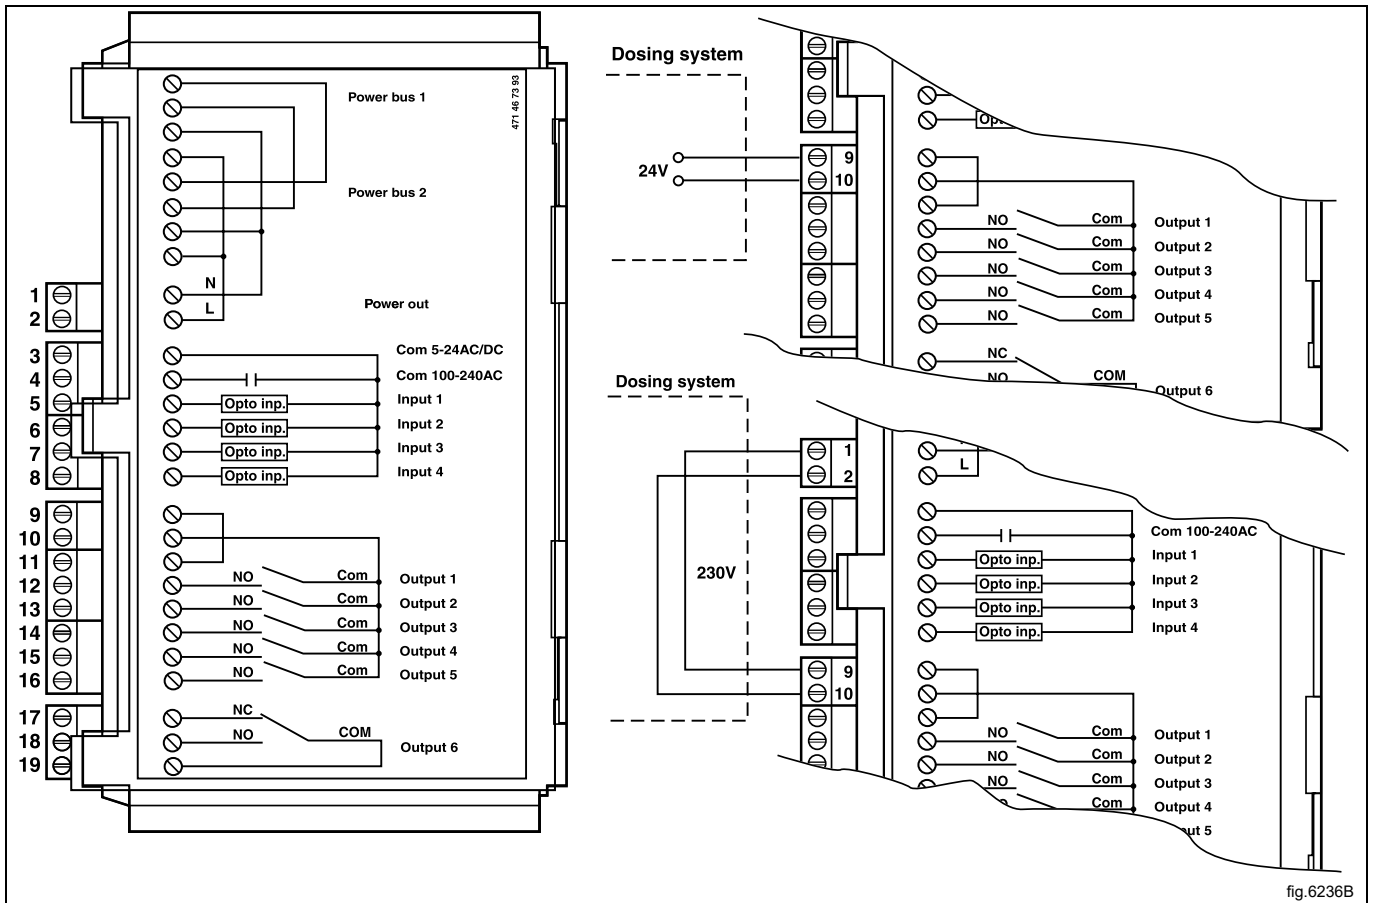 471 46 73 93
Power bus 1
Power bus 2
N
L
Power out
1
2
3
4
5
6
7
8
9
10
11
12
13
14
15
16
17
18
19
Com 5-24AC/DC
Com 100-240AC
Opto inp. Input 1
Opto inp. Input 2
Opto inp. Input 3
Opto inp. Input 4
NO Com Output 1
NO Com Output 2
NO Com Output 3
NO Com Output 4
NO Com Output 5
NC
NO COM Output 6
Dosing system
24V
9
10
NO Com Output 1
NO Com Output 2
NO Com Output 3
NO Com Output 4
NO Com Output 5
NC
NO COM Output 6
Dosing system
230V
1
2
9
10
L
Com 100-240AC
Opto inp. Input 1
Opto inp. Input 2
Opto inp. Input 3
Opto inp. Input 4
NO Com Output 1
NO Com Output 2
NO Com Output 3
Com Output 4
5
fig.6236B